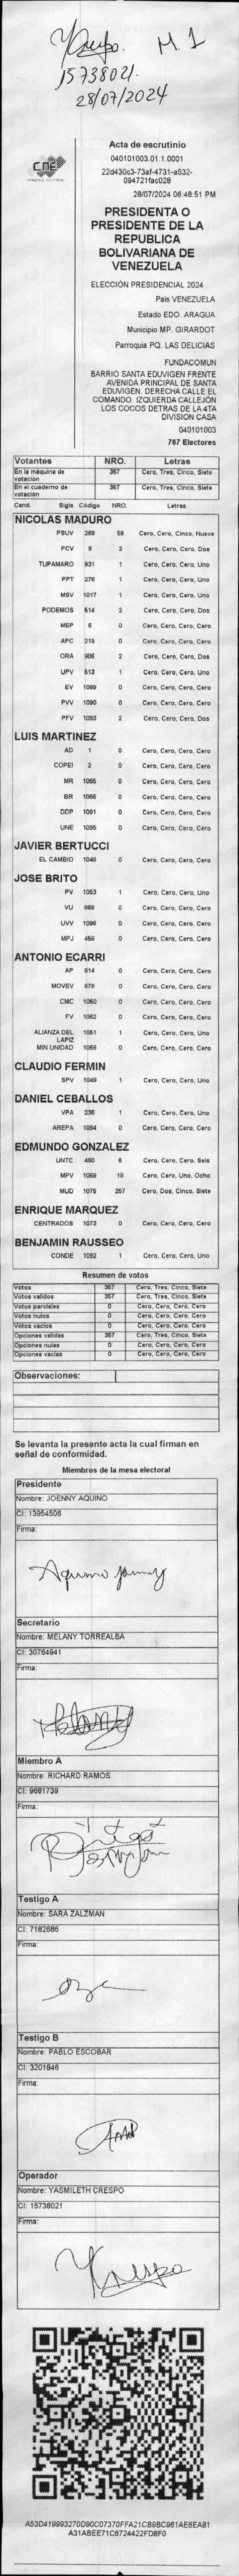 YCrespo. M. 1
15738021.
28/07/2024
CNE
Acta de escrutinio
040101003.01.1.0001
22d430c3-73af-4731-a532-
094721fac028
28/07/2024 06:48:51 PM
PRESIDENTA O
PRESIDENTE DE LA
REPUBLICA
BOLIVARIANA DE
VENEZUELA
ELECCIÓN PRESIDENCIAL 2024
Pais VENEZUELA
Estado EDO. ARAGUA
Municipio MP. GIRARDOT
Parroquia PQ. LAS DELICIAS
FUNDACOMUN
BARRIO SANTA EDUVIGEN FRENTE
AVENIDA PRINCIPAL DE SANTA
EDUVIGEN. DERECHA CALLE EL
COMANDO. IZQUIERDA CALLEJÓN
LOS COCOS DETRAS DE LA 4TA
DIVISION CASA
040101003
767 Electores
Votantes NRO. Letras
En la máquina de votación 357 Cero, Tres, Cinco, Siete
En el cuaderno de votación 357 Cero, Tres, Cinco, Siete
Cand. Sigla Código NRO. Letras
NICOLAS MADURO
PSUV 269 59 Cero, Cero, Cinco, Nueve
PCV 9 2 Cero, Cero, Cero, Dos
TUPAMARO 931 1 Cero, Cero, Cero, Uno
PPT 276 1 Cero, Cero, Cero, Uno
MSV 1017 1 Cero, Cero, Cero, Uno
PODEMOS 514 2 Cero, Cero, Cero, Dos
MEP 6 0 Cero, Cero, Cero, Cero
APC 219 0 Cero, Cero, Cero, Cero
ORA 906 2 Cero, Cero, Cero, Dos
UPV 513 1 Cero, Cero, Cero, Uno
EV 1089 0 Cero, Cero, Cero, Cero
PVV 1090 0 Cero, Cero, Cero, Cero
PFV 1093 2 Cero, Cero, Cero, Dos
LUIS MARTINEZ
AD 1 0 Cero, Cero, Cero, Cero
COPEI 2 0 Cero, Cero, Cero, Cero
MR 1065 0 Cero, Cero, Cero, Cero
BR 1086 0 Cero, Cero, Cero, Cero
DDP 1091 0 Cero, Cero, Cero, Cero
UNE 1095 0 Cero, Cero, Cero, Cero
JAVIER BERTUCCI
EL CAMBIO 1048 0 Cero, Cero, Cero, Cero
JOSE BRITO
PV 1053 1 Cero, Cero, Cero, Uno
VU 868 0 Cero, Cero, Cero, Cero
UVV 1096 0 Cero, Cero, Cero, Cero
MPJ 458 0 Cero, Cero, Cero, Cero
ANTONIO ECARRI
AP 814 0 Cero, Cero, Cero, Cero
MOVEV 878 0 Cero, Cero, Cero, Cero
CMC 1050 0 Cero, Cero, Cero, Cero
FV 1052 0 Cero, Cero, Cero, Cero
ALIANZA DEL LAPIZ 1051 1 Cero, Cero, Cero, Uno
MIN UNIDAD 1068 0 Cero, Cero, Cero, Cero
CLAUDIO FERMIN
SPV 1049 1 Cero, Cero, Cero, Uno
DANIEL CEBALLOS
VPA 236 1 Cero, Cero, Cero, Uno
AREPA 1094 0 Cero, Cero, Cero, Cero
EDMUNDO GONZALEZ
UNTC 460 6 Cero, Cero, Cero, Seis
MPV 1069 18 Cero, Cero, Uno, Ocho
MUD 1075 257 Cero, Dos, Cinco, Siete
ENRIQUE MARQUEZ
CENTRADOS 1073 0 Cero, Cero, Cero, Cero
BENJAMIN RAUSSEO
CONDE 1092 1 Cero, Cero, Cero, Uno
Resumen de votos
Votos 357 Cero, Tres, Cinco, Siete
Votos validos 357 Cero, Tres, Cinco, Siete
Votos parciales 0 Cero, Cero, Cero, Cero
Votos nulos 0 Cero, Cero, Cero, Cero
Votos vacios 0 Cero, Cero, Cero, Cero
Opciones validas 357 Cero, Tres, Cinco, Siete
Opciones nulas 0 Cero, Cero, Cero, Cero
Opciones vacias 0 Cero, Cero, Cero, Cero
Observaciones:
Se levanta la presente acta la cual firman en
señal de conformidad.
Miembros de la mesa electoral
Presidente
Nombre: JOENNY AQUINO
CI: 13954506
Firma:
Aquino Joenny
Secretario
Nombre: MELANY TORREALBA
CI: 30764941
Firma:
Miembro A
Nombre: RICHARD RAMOS
CI: 9681739
Firma:
Testigo A
Nombre: SARA ZALZMAN
CI: 7182686
Firma:
Testigo B
Nombre: PABLO ESCOBAR
CI: 3201846
Firma:
Operador
Nombre: YASMILETH CRESPO
CI: 15738021
Firma:
YCrespo
A53D419993270D90C07370FFA21CB9BC961AE6EA81
A31ABEE71C6724422FD8F0